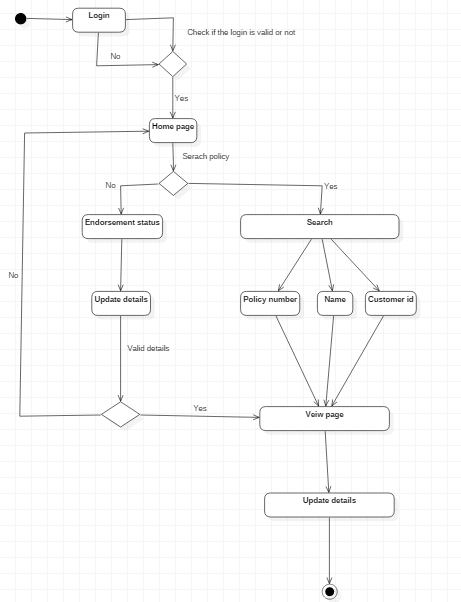 Login
Check if the login is valid or not
No
Yes
Home page
Serach policy
No
Yes
Endorsement status
Search
No
Update details
Policy number
Name
Customer id
Valid details
Yes
Veiw page
Update details